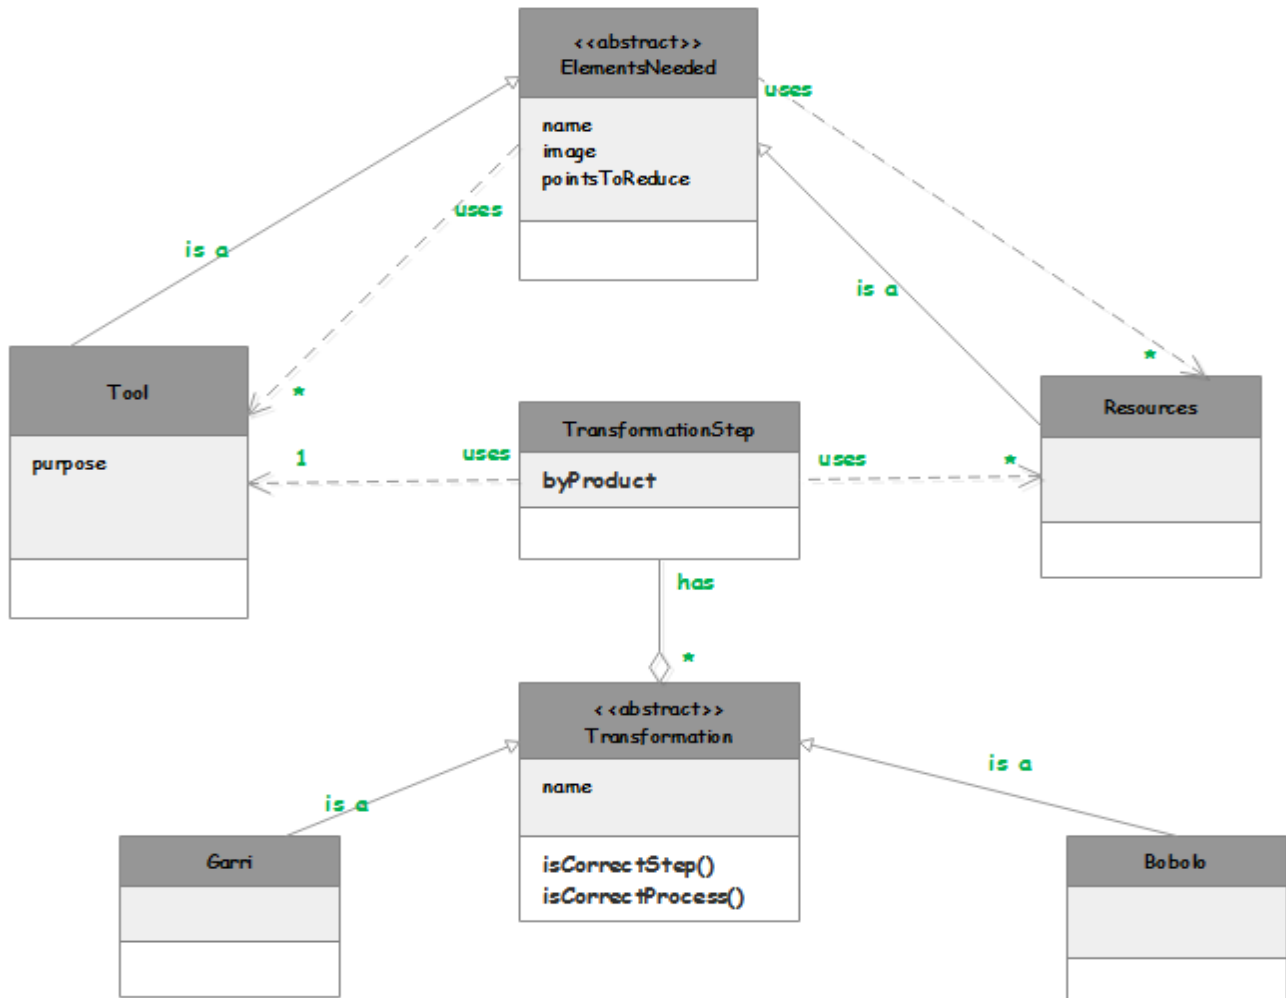 <<abstract>>
ElementsNeeded
name
image
pointsToReduce
uses
uses
is a
is a
*
*
Tool
purpose
Resources
TransformationStep
byProduct
1
uses
uses
*
has
*
<<abstract>>
Transformation
name
isCorrectStep()
isCorrectProcess()
is a
is a
Garri
Bobolo